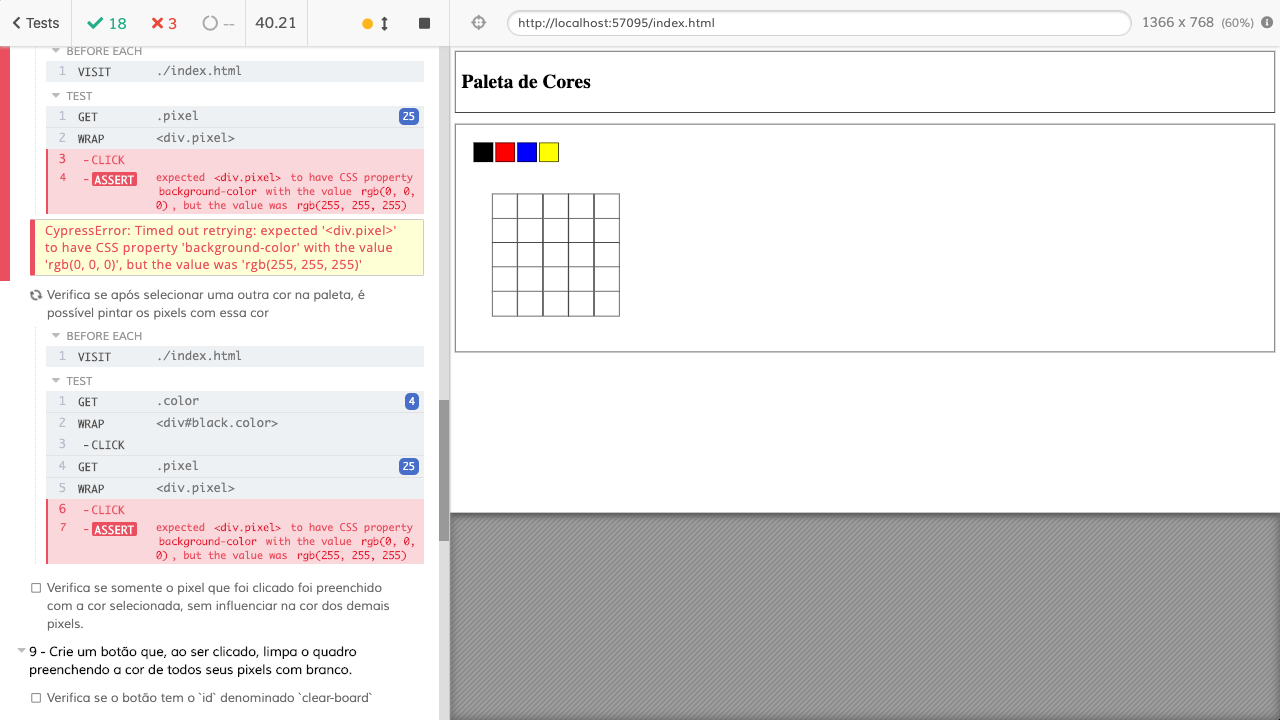 Tests 18 3 -- 40.21 http://localhost:57095/index.html 1366 x 768 (60%)
BEFORE EACH
1 VISIT ./index.html
TEST
1 GET .pixel 25
2 WRAP <div.pixel>
3 -CLICK
4 -ASSERT expected <div.pixel> to have CSS property
background-color with the value rgb(0, 0,
0), but the value was rgb(255, 255, 255)
CypressError: Timed out retrying: expected '<div.pixel>'
to have CSS property 'background-color' with the value
'rgb(0, 0, 0)', but the value was 'rgb(255, 255, 255)'
Verifica se após selecionar uma outra cor na paleta, é
possível pintar os pixels com essa cor
BEFORE EACH
1 VISIT ./index.html
TEST
1 GET .color 4
2 WRAP <div#black.color>
3 -CLICK
4 GET .pixel 25
5 WRAP <div.pixel>
6 -CLICK
7 -ASSERT expected <div.pixel> to have CSS property
background-color with the value rgb(0, 0,
0), but the value was rgb(255, 255, 255)
Verifica se somente o pixel que foi clicado foi preenchido
com a cor selecionada, sem influenciar na cor dos demais
pixels.
9 - Crie um botão que, ao ser clicado, limpa o quadro
preenchendo a cor de todos seus pixels com branco.
Verifica se o botão tem o `id` denominado `clear-board`
Paleta de Cores